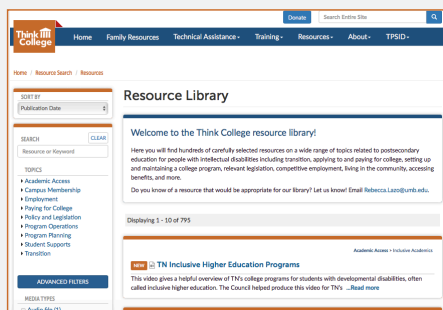 Donate
Search Entire Site
Think College
Home Family Resources Technical Assistance Training Resources About TPSID
Home / Resource Search / Resources
SORT BY
Publication Date
Resource Library
SEARCH
CLEAR
Resource or Keyword
TOPICS
Academic Access
Campus Membership
Employment
Paying for College
Policy and Legislation
Program Operations
Program Planning
Student Supports
Transition
ADVANCED FILTERS
MEDIA TYPES
Audio file (1)
Welcome to the Think College resource library!
Here you will find hundreds of carefully selected resources on a wide range of topics related to postsecondary
education for people with intellectual disabilities including transition, applying to and paying for college, setting up
and maintaining a college program, relevant legislation, competitive employment, living in the community, accessing
benefits, and more.
Do you know of a resource that would be appropriate for our library? Let us know! Email Rebecca.Lazo@umb.edu.
Displaying 1 - 10 of 795
Academic Access > Inclusive Academics
NEW TN Inclusive Higher Education Programs
This video gives a helpful overview of TN's college programs for students with developmental disabilities, often
called inclusive higher education. The Council helped produce this video for TN's ...Read more